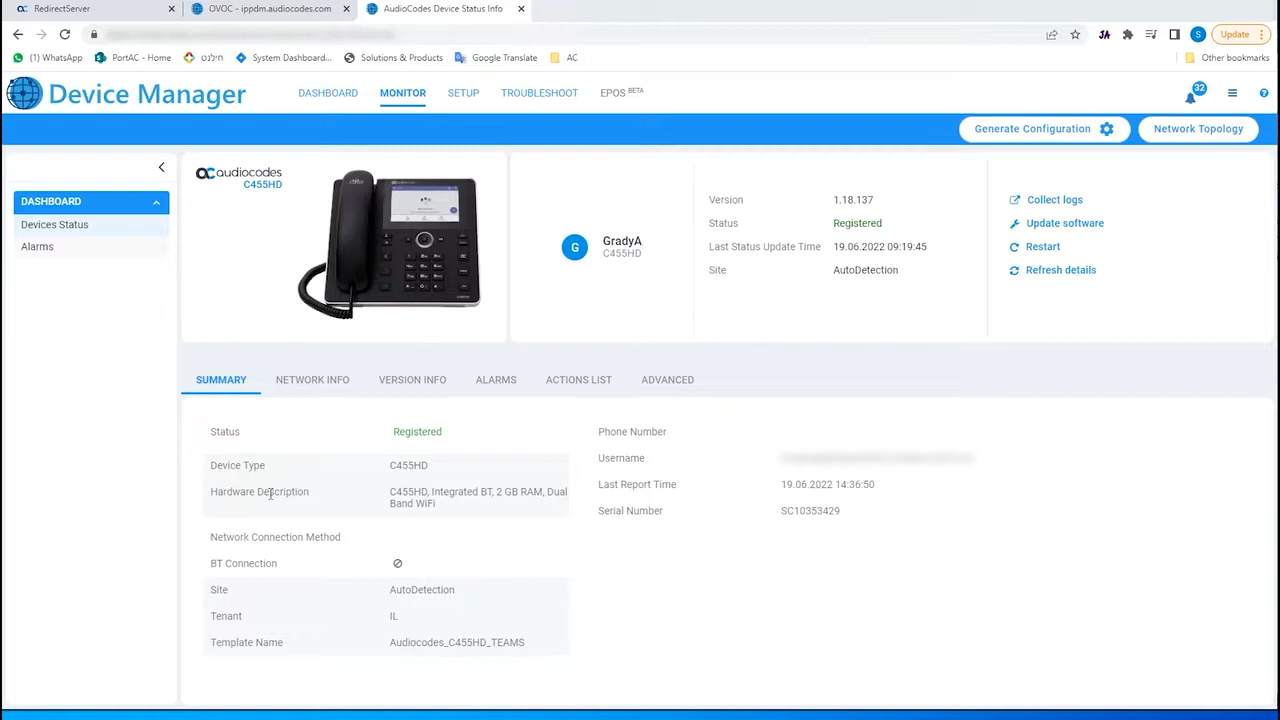 RedirectServer
OVOC - ippdm.audiocodes.com
AudioCodes Device Status Info
JA
S
Update
(1) WhatsApp
PortAC - Home
חילנט
System Dashboard...
Solutions & Products
Google Translate
AC
Other bookmarks
Device Manager
DASHBOARD
MONITOR
SETUP
TROUBLESHOOT
EPOS BETA
32
Generate Configuration
Network Topology
DASHBOARD
Devices Status
Alarms
audiocodes
C455HD
G
GradyA
C455HD
Version 1.18.137
Status Registered
Last Status Update Time 19.06.2022 09:19:45
Site AutoDetection
Collect logs
Update software
Restart
Refresh details
SUMMARY
NETWORK INFO
VERSION INFO
ALARMS
ACTIONS LIST
ADVANCED
Status Registered
Device Type C455HD
Hardware Description C455HD, Integrated BT, 2 GB RAM, Dual
Band WiFi
Network Connection Method
BT Connection
Site AutoDetection
Tenant IL
Template Name Audiocodes_C455HD_TEAMS
Phone Number
Username
Last Report Time 19.06.2022 14:36:50
Serial Number SC10353429